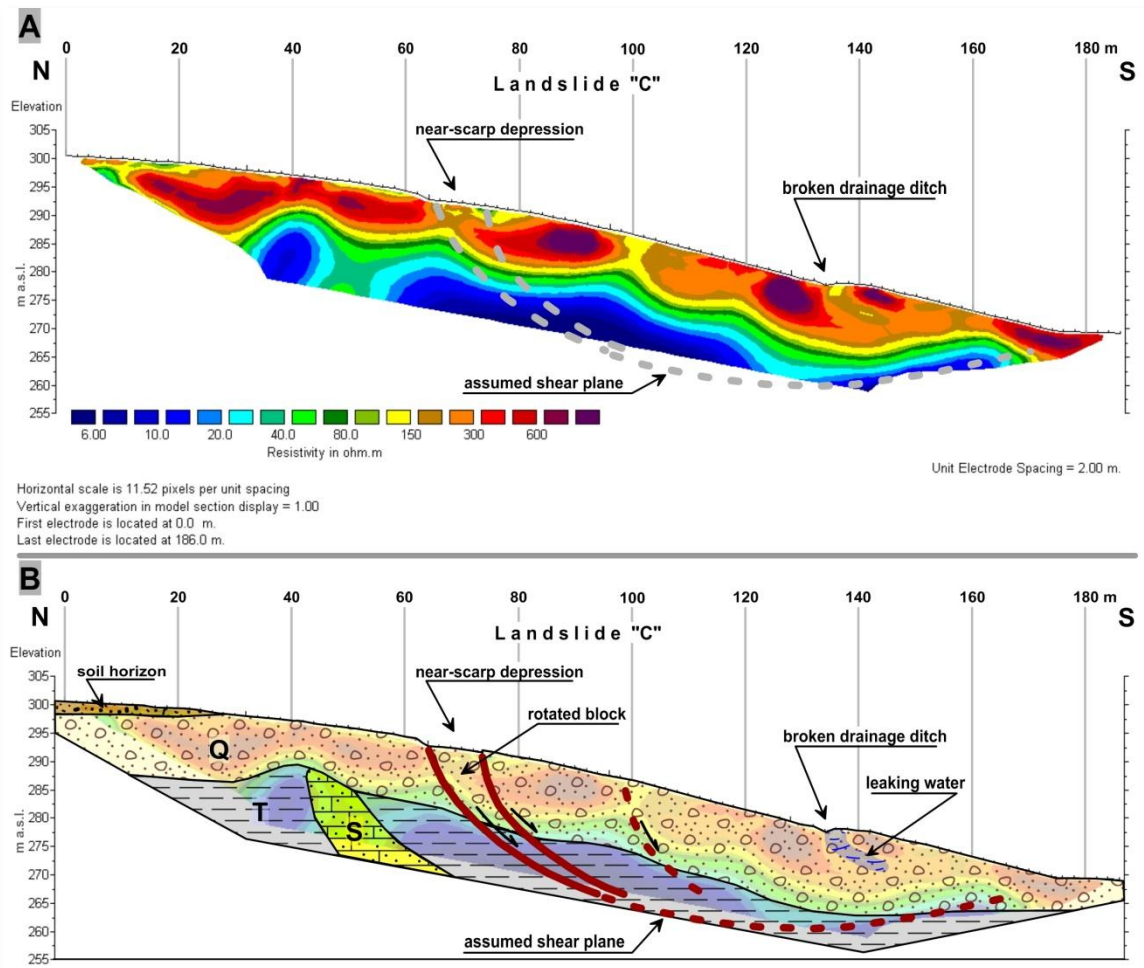 A
0 20 40 60 80 100 120 140 160 180 m
N S
Landslide "C"
Elevation
near-scarp depression
305
300
broken drainage ditch
295
290
285
280
m a.s.l.
275
270
265
260
assumed shear plane
255
6.00 10.0 20.0 40.0 80.0 150 300 600
Resistivity in ohm.m
Unit Electrode Spacing = 2.00 m.
Horizontal scale is 11.52 pixels per unit spacing
Vertical exaggeration in model section display = 1.00
First electrode is located at 0.0 m.
Last electrode is located at 186.0 m.
B
0 20 40 60 80 100 120 140 160 180 m
N S
Landslide "C"
Elevation
soil horizon
near-scarp depression
305
rotated block
300
broken drainage ditch
295
Q
leaking water
290
285
T
S
280
m a.s.l.
275
270
265
260
assumed shear plane
255